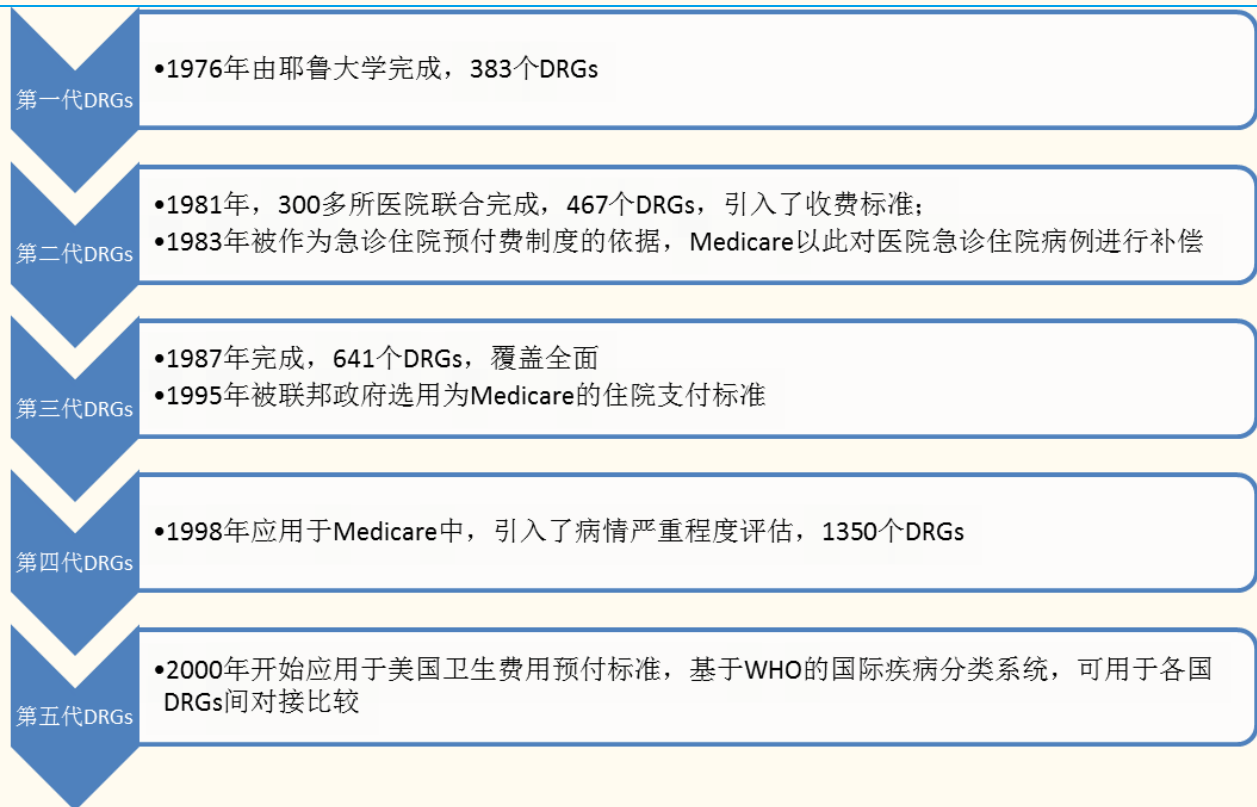 第一代DRGs
•1976年由耶鲁大学完成，383个DRGs
第二代DRGs
•1981年，300多所医院联合完成，467个DRGs，引入了收费标准；
•1983年被作为急诊住院预付费制度的依据，Medicare以此对医院急诊住院病例进行补偿
第三代DRGs
•1987年完成，641个DRGs，覆盖全面
•1995年被联邦政府选用为Medicare的住院支付标准
第四代DRGs
•1998年应用于Medicare中，引入了病情严重程度评估，1350个DRGs
第五代DRGs
•2000年开始应用于美国卫生费用预付标准，基于WHO的国际疾病分类系统，可用于各国
DRGs间对接比较